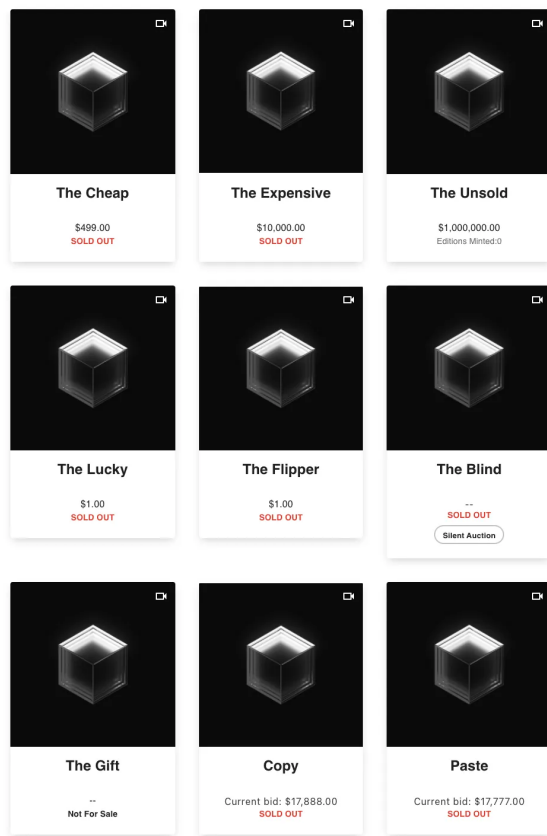 The Cheap
$499.00
SOLD OUT
The Expensive
$10,000.00
SOLD OUT
The Unsold
$1,000,000.00
Editions Minted:0
The Lucky
$1.00
SOLD OUT
The Flipper
$1.00
SOLD OUT
The Blind
--
SOLD OUT
Silent Auction
The Gift
--
Not For Sale
Copy
Current bid: $17,888.00
SOLD OUT
Paste
Current bid: $17,777.00
SOLD OUT